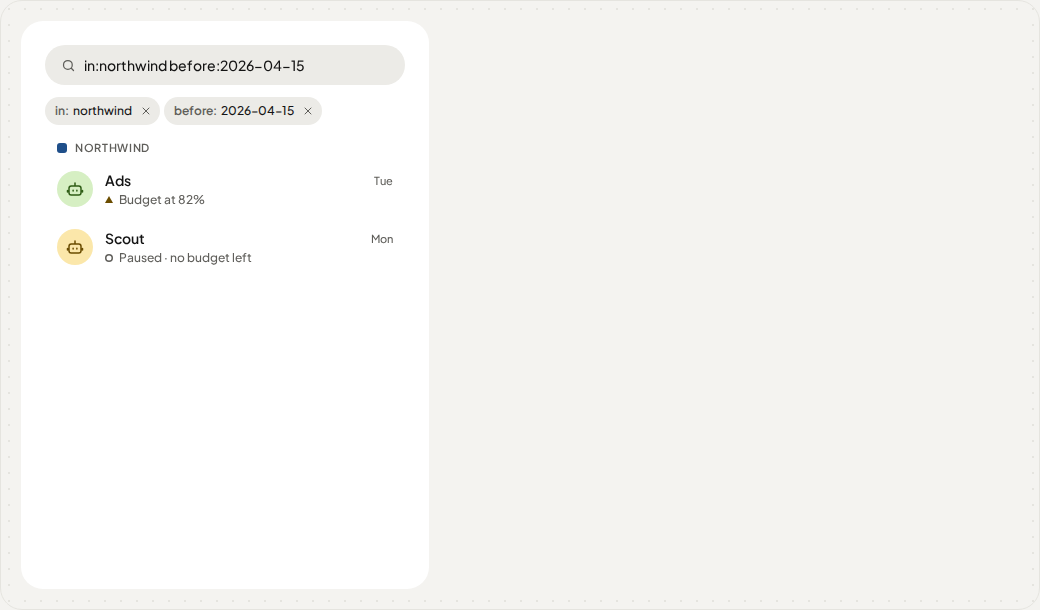 in:northwind before:2026-04-15
in: northwind
before: 2026-04-15
NORTHWIND
Ads
Tue
Budget at 82%
Scout
Mon
Paused · no budget left